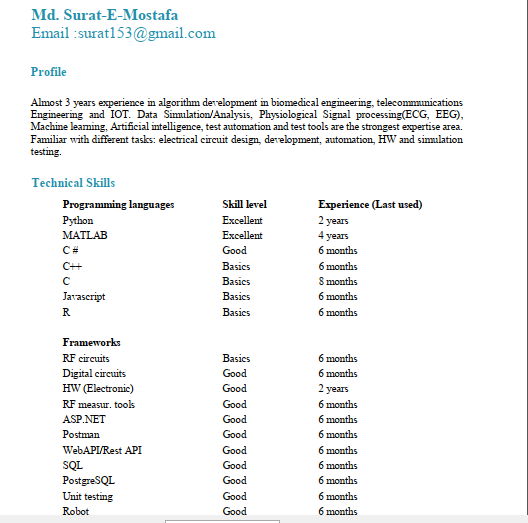 Md. Surat-E-Mostafa
Email :surat153@gmail.com
Profile
Almost 3 years experience in algorithm development in biomedical engineering, telecommunications
Engineering and IOT. Data Simulation/Analysis, Physiological Signal processing(ECG, EEG),
Machine learning, Artificial intelligence, test automation and test tools are the strongest expertise area.
Familiar with different tasks: electrical circuit design, development, automation, HW and simulation
testing.
Technical Skills
Programming languages Skill level Experience (Last used)
Python Excellent 2 years
MATLAB Excellent 4 years
C # Good 6 months
C++ Basics 6 months
C Basics 8 months
Javascript Basics 6 months
R Basics 6 months
Frameworks
RF circuits Basics 6 months
Digital circuits Good 6 months
HW (Electronic) Good 2 years
RF measur. tools Good 6 months
ASP.NET Good 6 months
Postman Good 6 months
WebAPI/Rest API Good 6 months
SQL Good 6 months
PostgreSQL Good 6 months
Unit testing Good 6 months
Robot Good 6 months